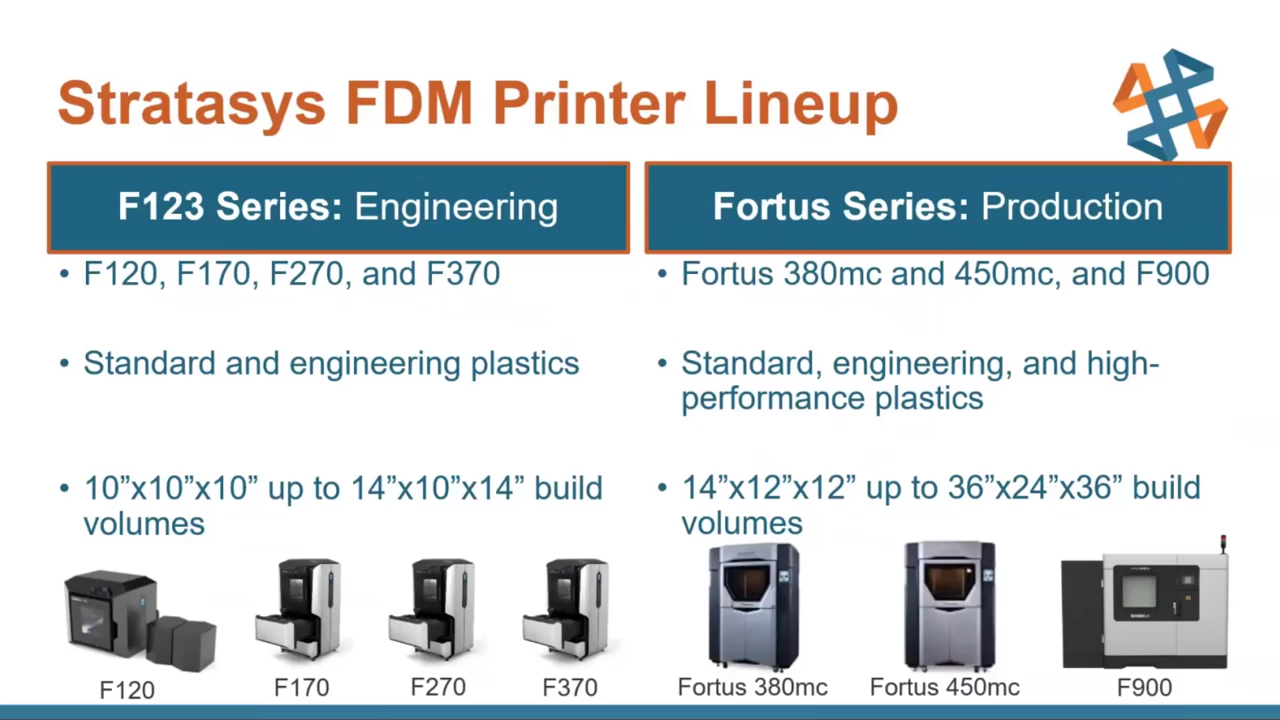 Stratasys FDM Printer Lineup
F123 Series: Engineering
• F120, F170, F270, and F370
• Standard and engineering plastics
• 10”x10”x10” up to 14”x10”x14” build
volumes
Fortus Series: Production
• Fortus 380mc and 450mc, and F900
• Standard, engineering, and high-
performance plastics
• 14”x12”x12” up to 36”x24”x36” build
volumes
F120
F170
F270
F370
Fortus 380mc
Fortus 450mc
F900